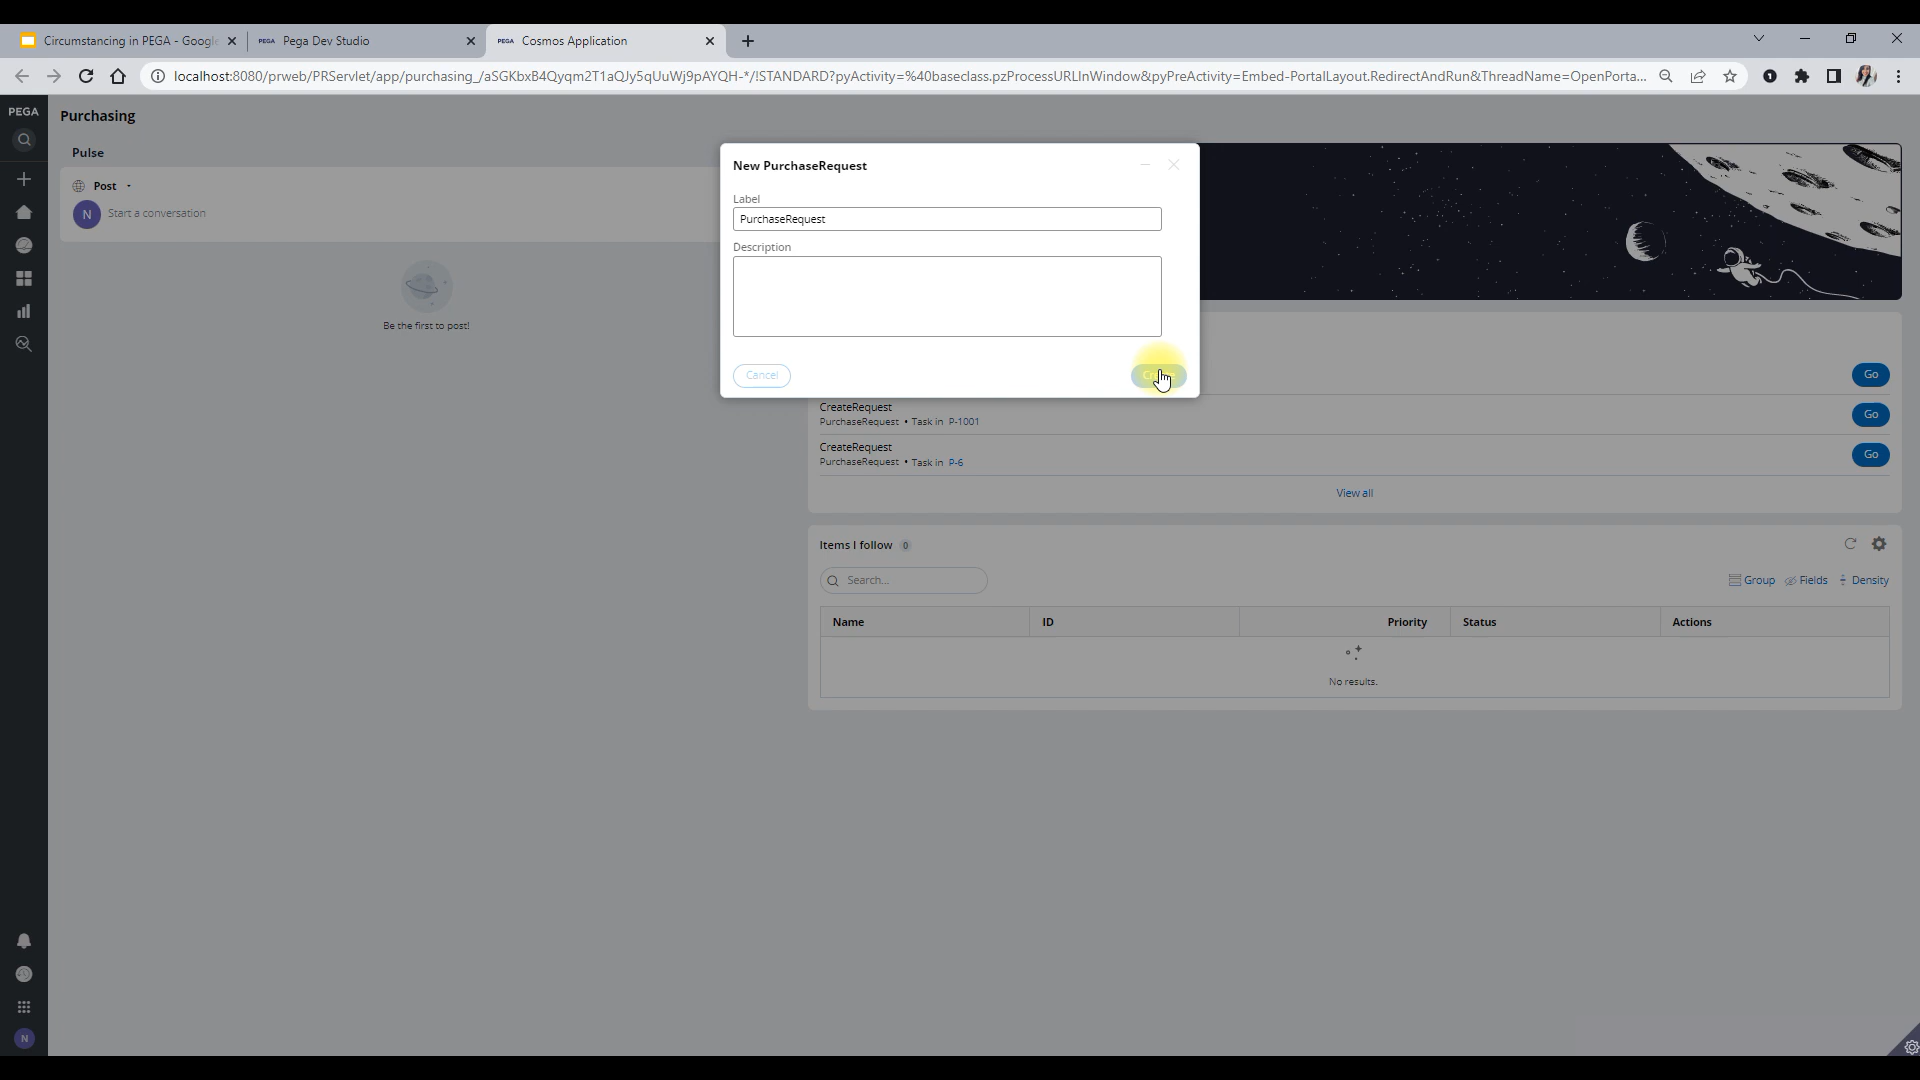 Circumstancing in PEGA - Google
Pega Dev Studio
Cosmos Application
localhost:8080/prweb/PRServlet/app/purchasing_/aSGKbxB4Qyqm2T1aQJy5qUuWj9pAYQH-*/!STANDARD?pyActivity=%40baseclass.pzProcessURLInWindow&pyPreActivity=Embed-PortalLayout.RedirectAndRun&ThreadName=OpenPorta...
PEGA
Purchasing
Pulse
Post
N
Start a conversation
Be the first to post!
New PurchaseRequest
Label
PurchaseRequest
Description
Cancel
Go
CreateRequest
PurchaseRequest • Task in P-1001
Go
CreateRequest
PurchaseRequest • Task in P-6
Go
View all
Items I follow 0
Search...
Group Fields Density
Name ID Priority Status Actions
No results.
N